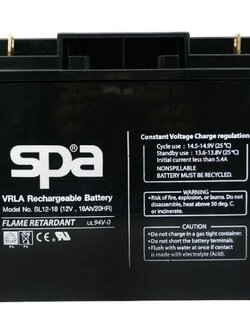 spa®
VRLA Rechargeable Battery
Model No. SL12-18 (12V , 18Ah/20HR)
FLAME RETARDANT UL94V-0
Pb Pb
Constant Voltage Charge regulation
Cycle use : 14.5-14.9V (25℃)
Standby use : 13.6-13.8V (25℃)
Initial current less than 5.4A
NONSPILLABLE
BATTERY MUST BE RECYCLED.
WARNING
Risk of fire, explosion, or burns. Do not
disassemble, heat above 50 deg. C
or incinerate.
CAUTION
Do not charge in a gas tight container.
Do not short the battery terminals.
Flush with water at once if contact
is made with electrolyte (Acid).